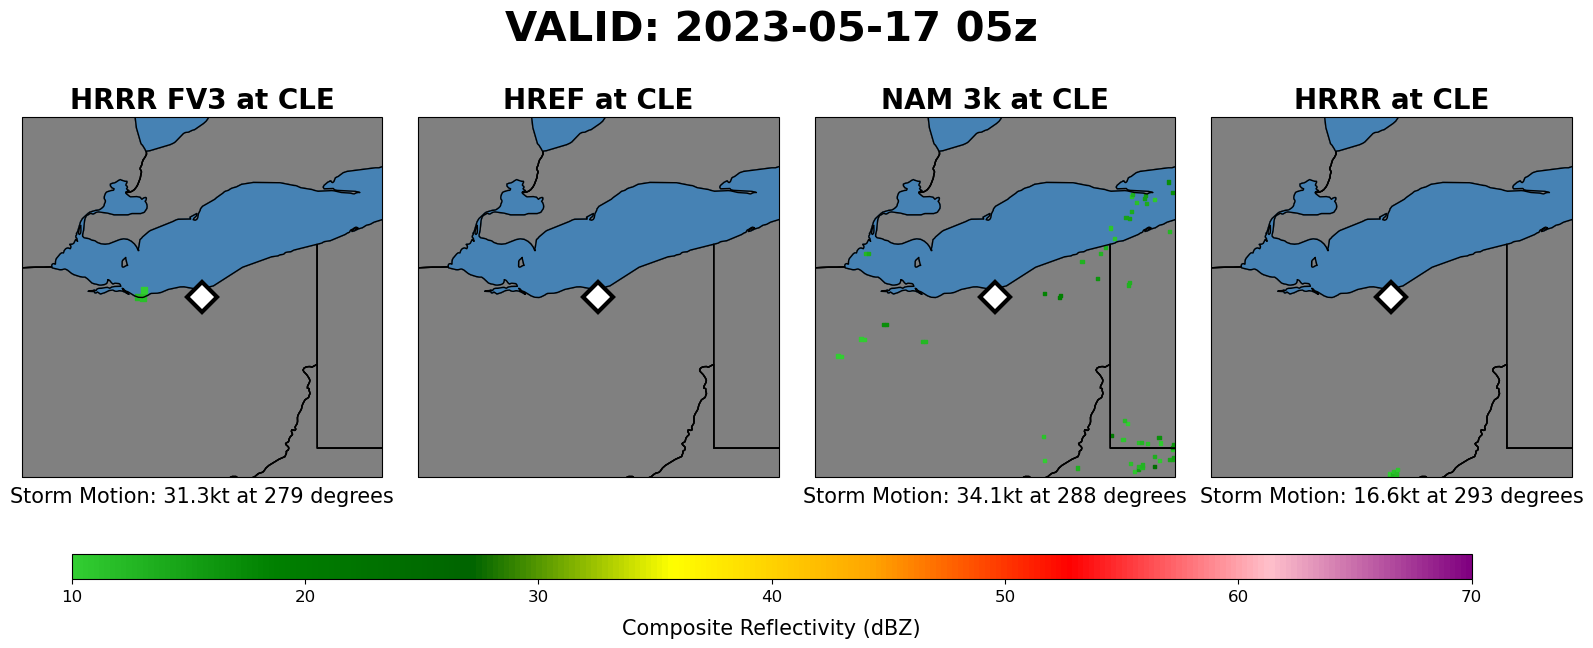 VALID: 2023-05-17 05z
HRRR FV3 at CLE
HREF at CLE
NAM 3k at CLE
HRRR at CLE
Storm Motion: 31.3kt at 279 degrees
Storm Motion: 34.1kt at 288 degrees
Storm Motion: 16.6kt at 293 degrees
10 20 30 40 50 60 70
Composite Reflectivity (dBZ)